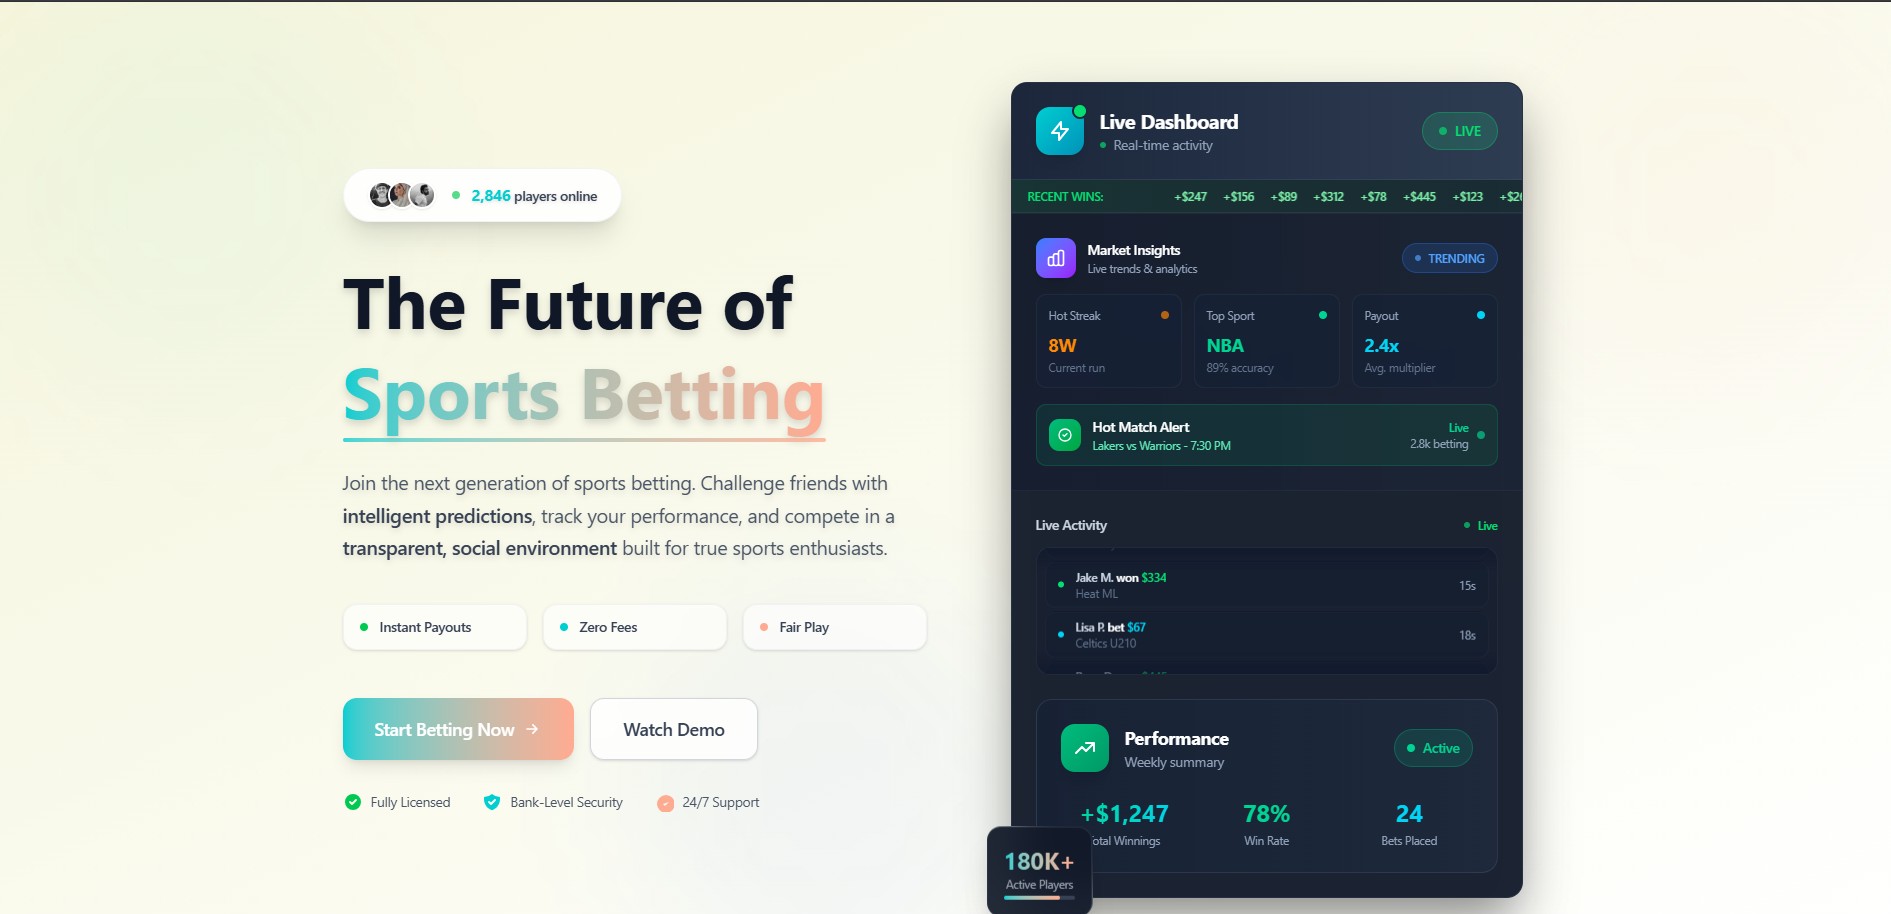 2,846 players online
The Future of
Sports Betting
Join the next generation of sports betting. Challenge friends with
intelligent predictions, track your performance, and compete in a
transparent, social environment built for true sports enthusiasts.
Instant Payouts
Zero Fees
Fair Play
Start Betting Now →
Watch Demo
Fully Licensed
Bank-Level Security
24/7 Support
Live Dashboard
Real-time activity
LIVE
RECENT WINS: +$247 +$156 +$89 +$312 +$78 +$445 +$123
Market Insights
Live trends & analytics
TRENDING
Hot Streak
8W
Current run
Top Sport
NBA
89% accuracy
Payout
2.4x
Avg. multiplier
Hot Match Alert
Lakers vs Warriors - 7:30 PM
Live
2.8k betting
Live Activity
Live
Jake M. won $334
Heat ML
15s
Lisa P. bet $67
Celtics U210
18s
Performance
Weekly summary
Active
+$1,247
otal Winnings
78%
Win Rate
24
Bets Placed
180K+
Active Players